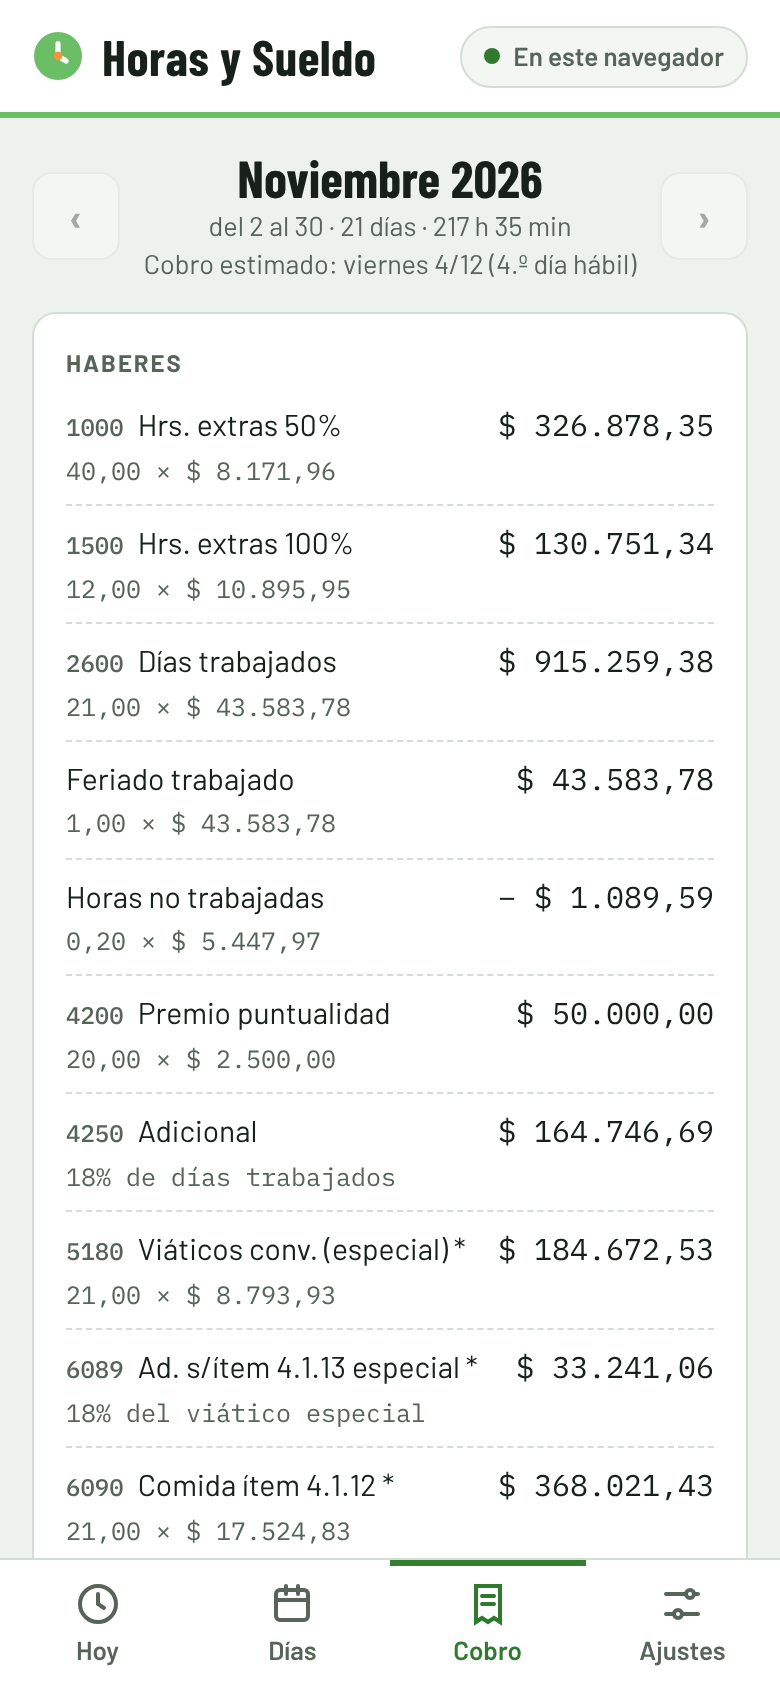 Horas y Sueldo
En este navegador
Noviembre 2026
del 2 al 30 · 21 días · 217 h 35 min
Cobro estimado: viernes 4/12 (4.º día hábil)
‹
›
HABERES
1000 Hrs. extras 50% $ 326.878,35
40,00 × $ 8.171,96
1500 Hrs. extras 100% $ 130.751,34
12,00 × $ 10.895,95
2600 Días trabajados $ 915.259,38
21,00 × $ 43.583,78
Feriado trabajado $ 43.583,78
1,00 × $ 43.583,78
Horas no trabajadas – $ 1.089,59
0,20 × $ 5.447,97
4200 Premio puntualidad $ 50.000,00
20,00 × $ 2.500,00
4250 Adicional $ 164.746,69
18% de días trabajados
5180 Viáticos conv. (especial) * $ 184.672,53
21,00 × $ 8.793,93
6089 Ad. s/ítem 4.1.13 especial * $ 33.241,06
18% del viático especial
6090 Comida ítem 4.1.12 * $ 368.021,43
21,00 × $ 17.524,83
Hoy
Días
Cobro
Ajustes